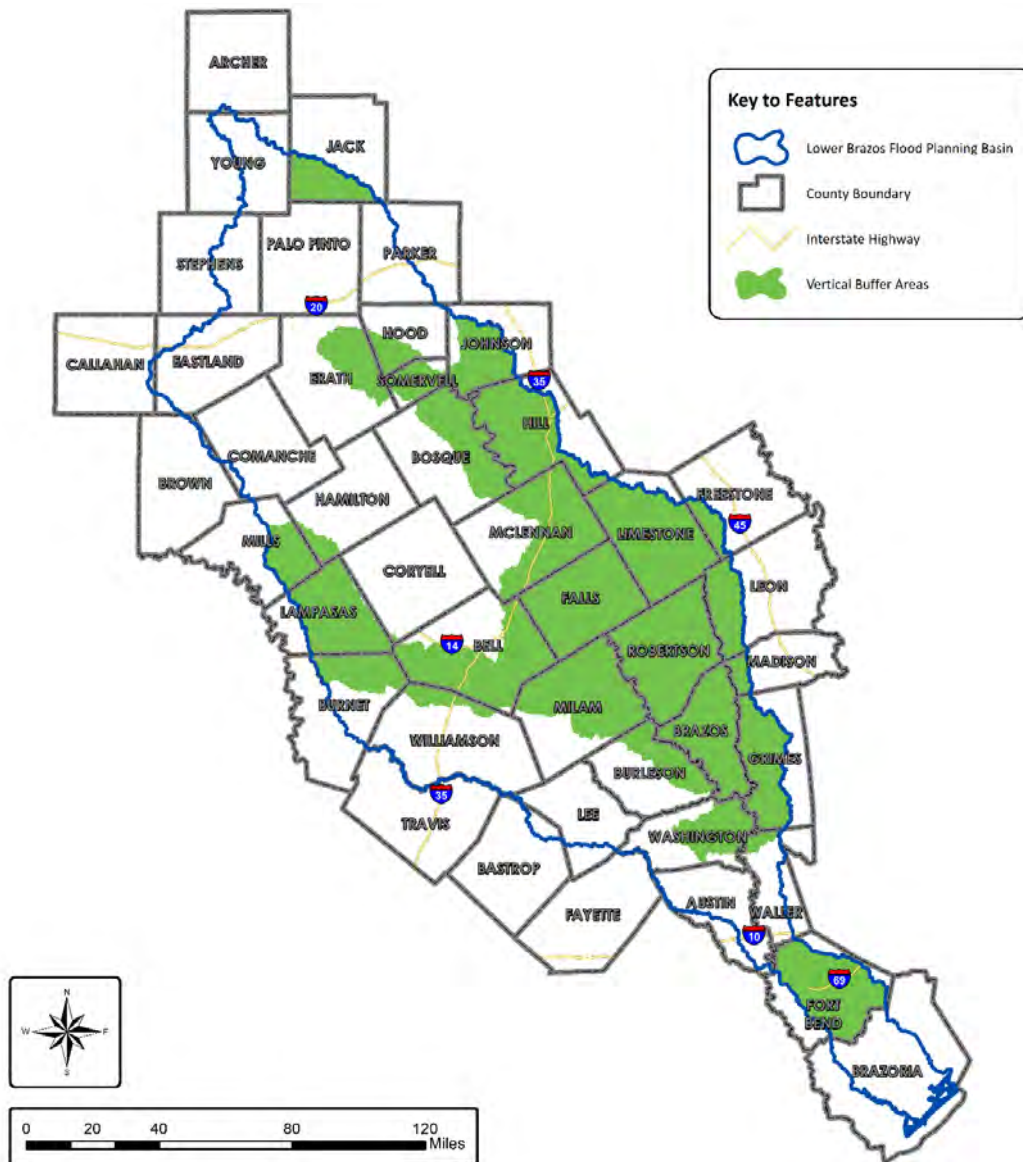 ARCHER
JACK
YOUNG
PALO PINTO
PARKER
STEPHENS
20
HOOD
JOHNSON
CALLAHAN
EASTLAND
ERATH
SOMERVELL
35
HILL
BOSQUE
COMANCHE
BROWN
HAMILTON
FREESTONE
45
MCLENNAN
LIMESTONE
MILLS
CORYELL
LEON
LAMPASAS
FALLS
14
BELL
ROBERTSON
MADISON
BURNET
MILAM
BRAZOS
WILLIAMSON
GRIMES
BURLESON
35
TRAVIS
LEE
WASHINGTON
BASTROP
AUSTIN
WALLER
FAYETTE
10
69
FORT
BEND
BRAZORIA
Key to Features
Lower Brazos Flood Planning Basin
County Boundary
Interstate Highway
Vertical Buffer Areas
N
W E
S
0 20 40 80 120
Miles